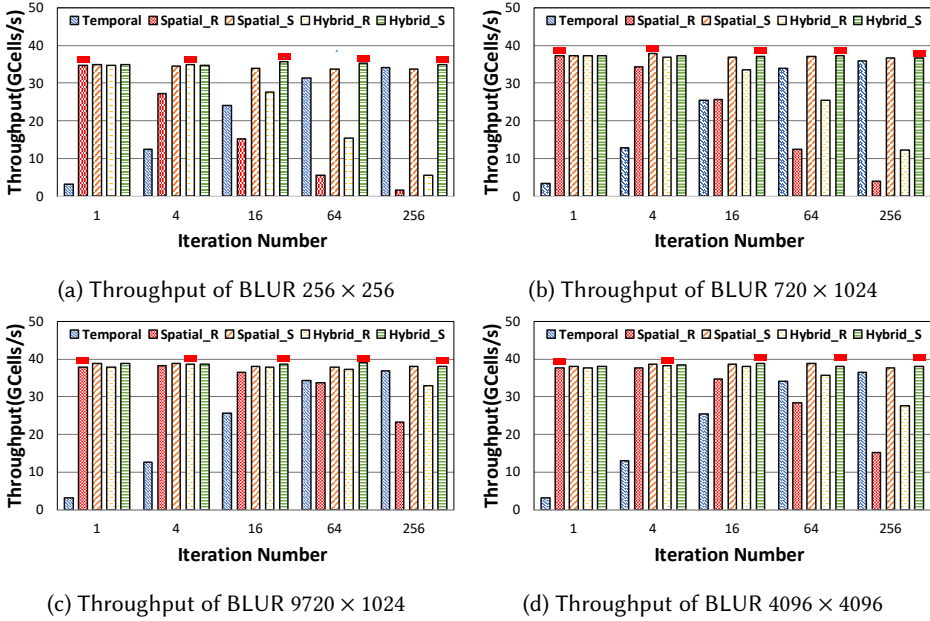 50
40
30
20
10
0
Throughput(GCells/s)
Temporal Spatial_R Spatial_S Hybrid_R Hybrid_S
1 4 16 64 256
Iteration Number
(a) Throughput of BLUR 256 × 256
50
40
30
20
10
0
Throughput(GCells/s)
Temporal Spatial_R Spatial_S Hybrid_R Hybrid_S
1 4 16 64 256
Iteration Number
(b) Throughput of BLUR 720 × 1024
50
40
30
20
10
0
Throughput(GCells/s)
Temporal Spatial_R Spatial_S Hybrid_R Hybrid_S
1 4 16 64 256
Iteration Number
(c) Throughput of BLUR 9720 × 1024
50
40
30
20
10
0
Throughput(GCells/s)
Temporal Spatial_R Spatial_S Hybrid_R Hybrid_S
1 4 16 64 256
Iteration Number
(d) Throughput of BLUR 4096 × 4096